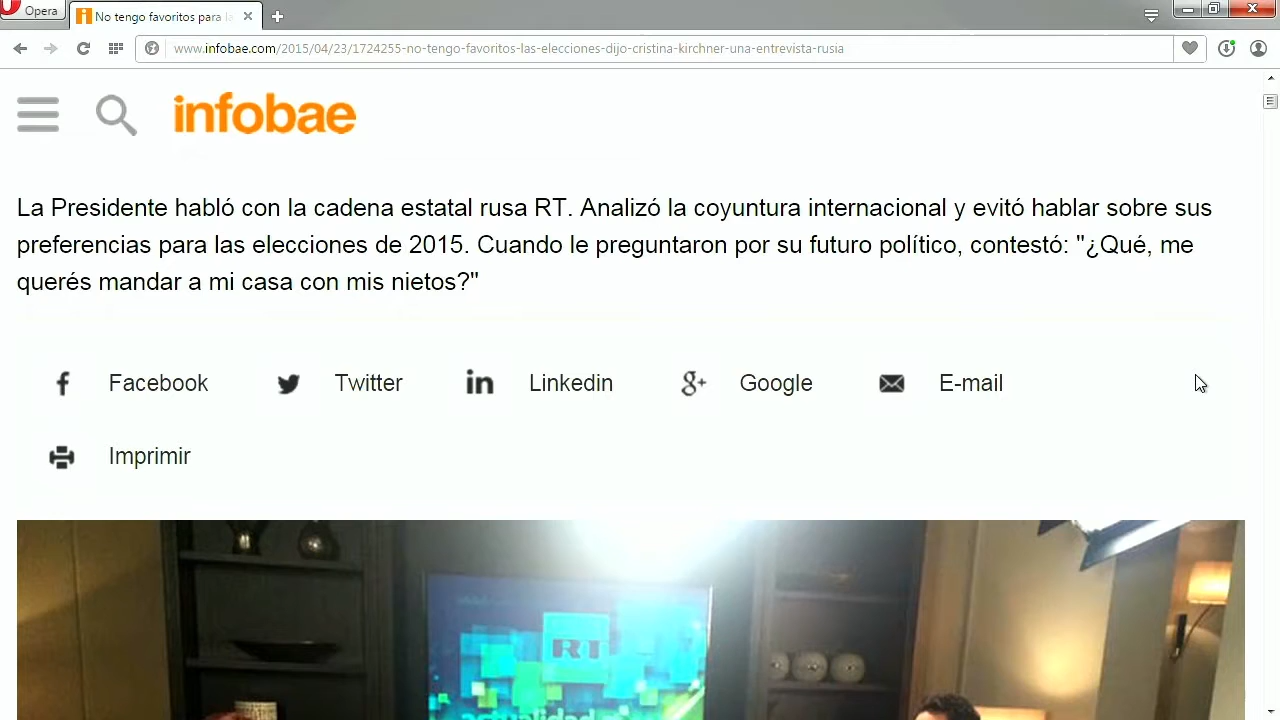 Opera
No tengo favoritos para la
www.infobae.com/2015/04/23/1724255-no-tengo-favoritos-las-elecciones-dijo-cristina-kirchner-una-entrevista-rusia
infobae
La Presidente habló con la cadena estatal rusa RT. Analizó la coyuntura internacional y evitó hablar sobre sus
preferencias para las elecciones de 2015. Cuando le preguntaron por su futuro político, contestó: "¿Qué, me
querés mandar a mi casa con mis nietos?"
Facebook
Twitter
Linkedin
Google
E-mail
Imprimir
RT